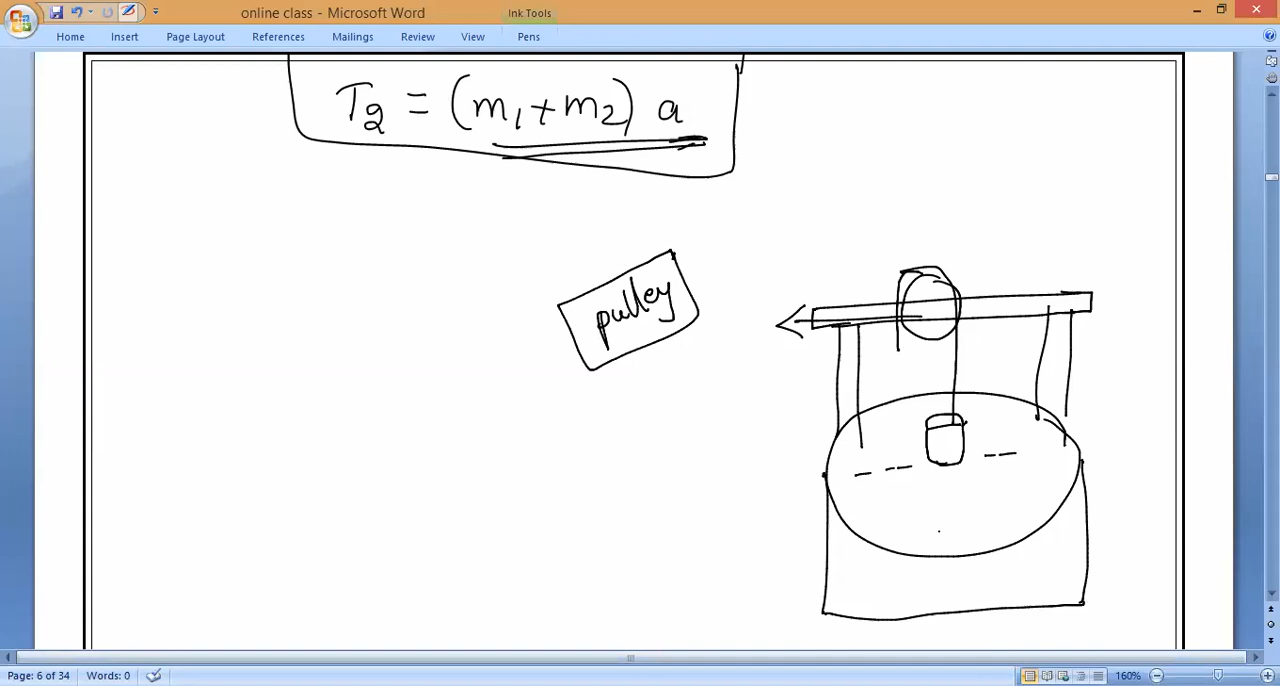 online class - Microsoft Word
Ink Tools
Home Insert Page Layout References Mailings Review View Pens
T2 = (m1+m2) a
pulley
Page: 6 of 34 Words: 0 160%